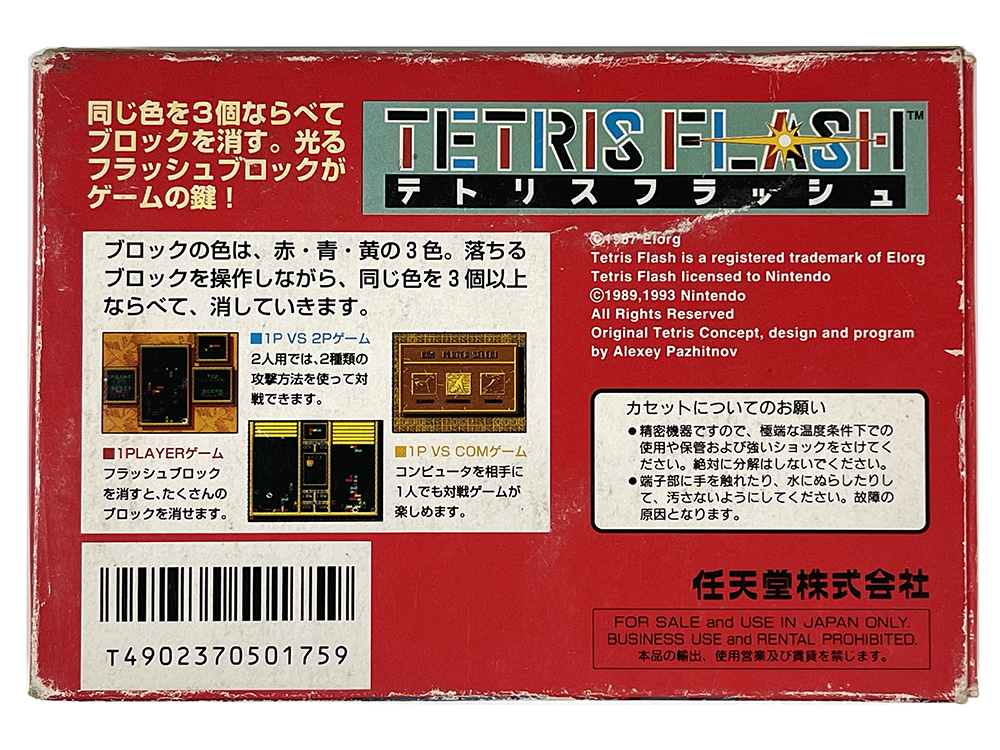 同じ色を3個ならべて
ブロックを消す。光る
フラッシュブロックが
ゲームの鍵！
TETRIS FLASH™
テトリスフラッシュ
ブロックの色は、赤・青・黄の3色。落ちる
ブロックを操作しながら、同じ色を3個以上
ならべて、消していきます。
■1P VS 2Pゲーム
2人用では、2種類の
攻撃方法を使って対
戦できます。
■1PLAYERゲーム
フラッシュブロック
を消すと、たくさんの
ブロックを消せます。
■1P VS COMゲーム
コンピュータを相手に
1人でも対戦ゲームが
楽しめます。
©1987 Elorg
Tetris Flash is a registered trademark of Elorg
Tetris Flash licensed to Nintendo
©1989,1993 Nintendo
All Rights Reserved
Original Tetris Concept, design and program
by Alexey Pazhitnov
カセットについてのお願い
●精密機器ですので、極端な温度条件下での
使用や保管および強いショックをさけてく
ださい。絶対に分解はしないでください。
●端子部に手を触れたり、水にぬらしたりし
て、汚さないようにしてください。故障の
原因となります。
T4902370501759
任天堂株式会社
FOR SALE and USE IN JAPAN ONLY.
BUSINESS USE and RENTAL PROHIBITED.
本品の輸出、使用営業及び賃貸を禁じます。